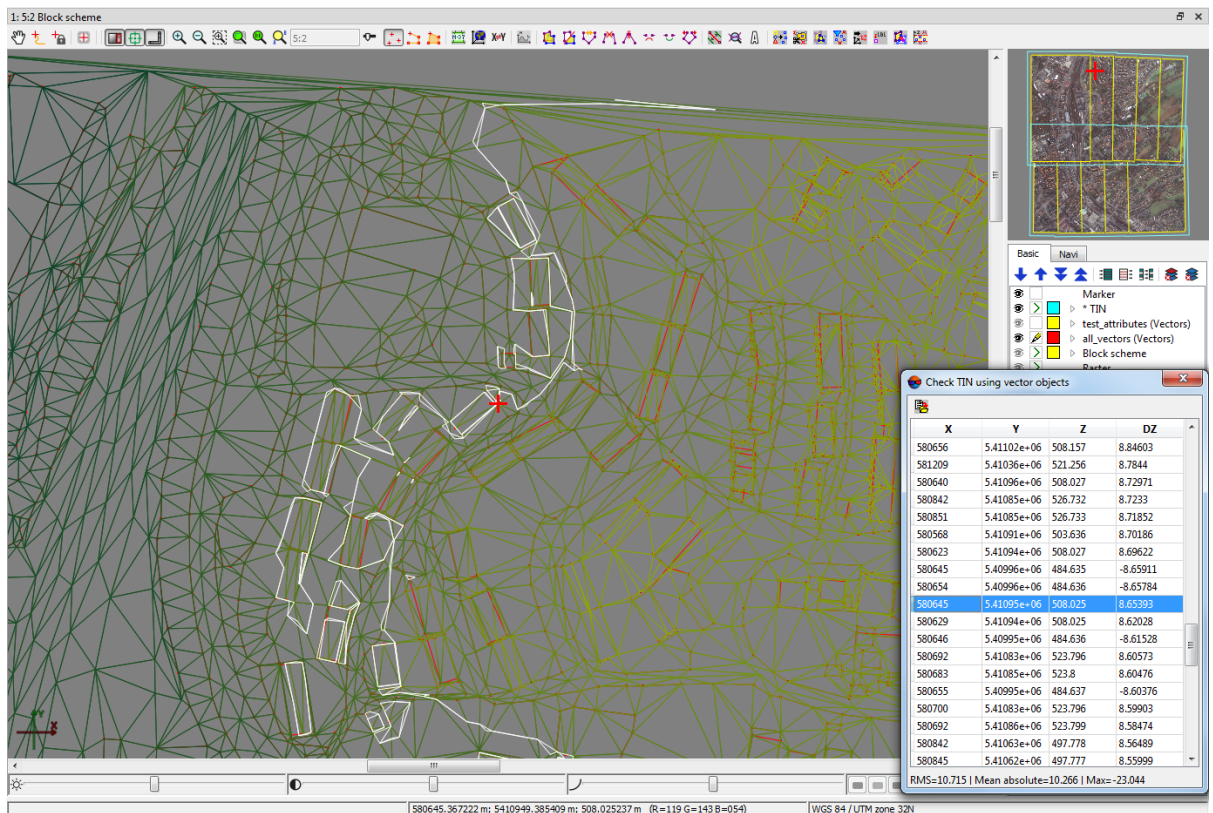 1: 5:2 Block scheme
5:2
Basic Navi
Marker
* TIN
test_attributes (Vectors)
all_vectors (Vectors)
Block scheme
Raster
Check TIN using vector objects
X Y Z DZ
580656 5.41102e+06 508.157 8.84603
581209 5.41036e+06 521.256 8.7844
580640 5.41096e+06 508.027 8.72971
580842 5.41085e+06 526.732 8.7233
580851 5.41085e+06 526.733 8.71852
580568 5.41091e+06 503.636 8.70186
580623 5.41094e+06 508.027 8.69622
580645 5.40996e+06 484.635 -8.65911
580654 5.40996e+06 484.636 -8.65784
580645 5.41095e+06 508.025 8.65393
580629 5.41094e+06 508.025 8.62028
580646 5.40995e+06 484.636 -8.61528
580692 5.41083e+06 523.796 8.60573
580683 5.41085e+06 523.8 8.60476
580655 5.40995e+06 484.637 -8.60376
580700 5.41083e+06 523.796 8.59903
580692 5.41086e+06 523.799 8.58474
580842 5.41063e+06 497.778 8.56489
580845 5.41062e+06 497.777 8.55999
RMS=10.715 | Mean absolute=10.266 | Max=-23.044
Y
X
580645.367222 m; 5410949.385409 m; 508.025237 m (R=119 G=143 B=054)
WGS 84 / UTM zone 32N